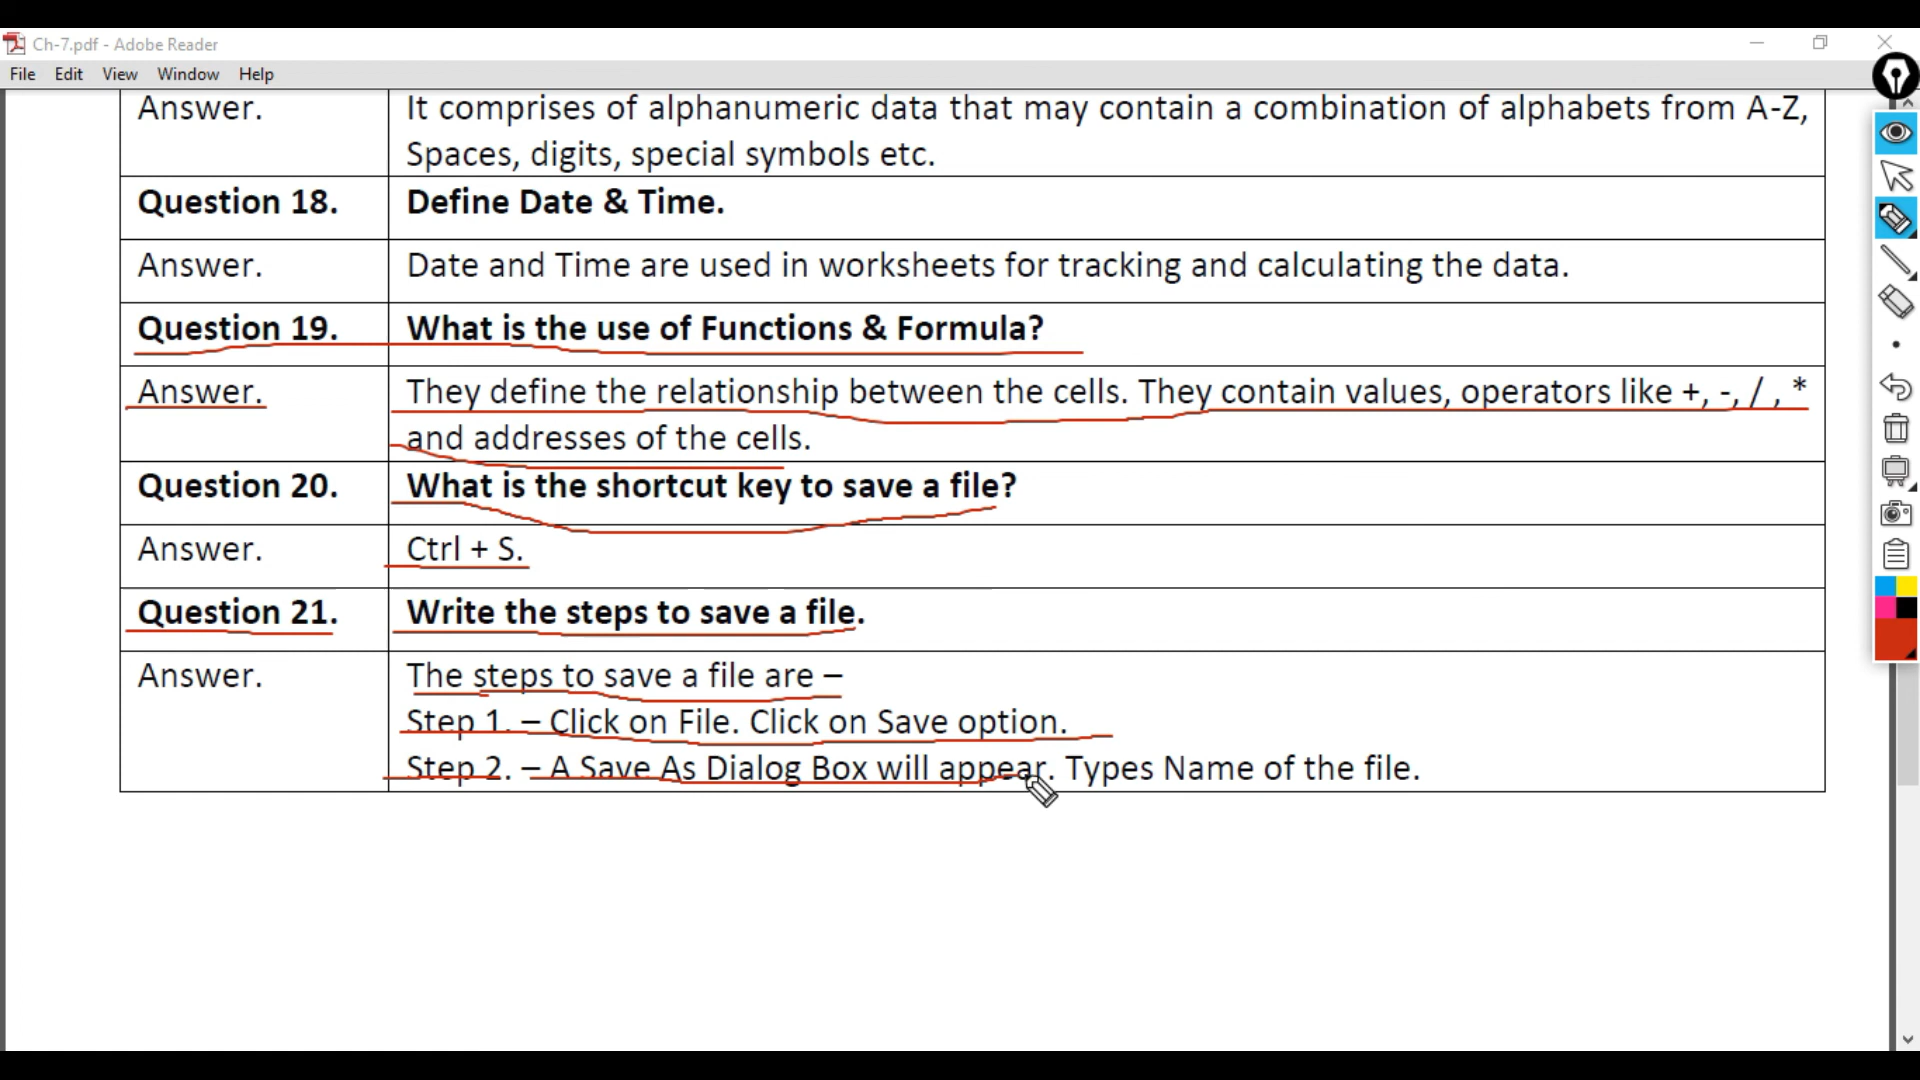 Ch-7.pdf - Adobe Reader
File Edit View Window Help
Answer. It comprises of alphanumeric data that may contain a combination of alphabets from A-Z,
Spaces, digits, special symbols etc.
Question 18. Define Date & Time.
Answer. Date and Time are used in worksheets for tracking and calculating the data.
Question 19. What is the use of Functions & Formula?
Answer. They define the relationship between the cells. They contain values, operators like +, -, / , *
and addresses of the cells.
Question 20. What is the shortcut key to save a file?
Answer. Ctrl + S.
Question 21. Write the steps to save a file.
Answer. The steps to save a file are –
Step 1. – Click on File. Click on Save option.
Step 2. – A Save As Dialog Box will appear. Types Name of the file.